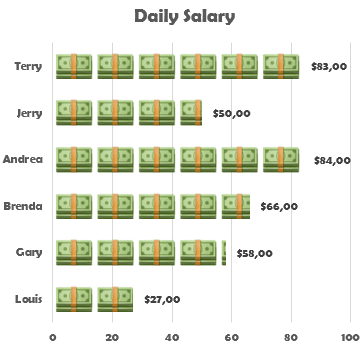 Daily Salary
Terry $83,00
Jerry $50,00
Andrea $84,00
Brenda $66,00
Gary $58,00
Louis $27,00
0 20 40 60 80 100